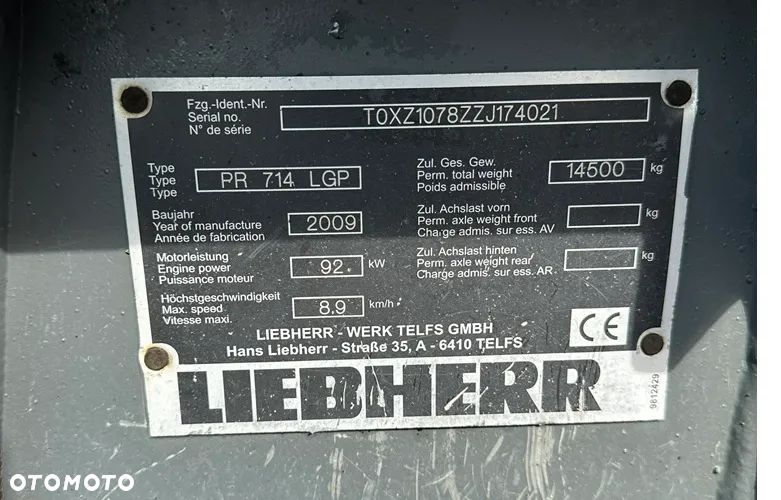 Fzg.-Ident.-Nr.
Serial no. T0XZ1078ZZJ174021
N° de série
Type
Type PR 714 LGP
Type
Zul. Ges. Gew.
Perm. total weight 14500 kg
Poids admissible
Baujahr
Year of manufacture 2009
Année de fabrication
Zul. Achslast vorn
Perm. axle weight front kg
Charge admis. sur ess. AV
Motorleistung
Engine power 92. kW
Puissance moteur
Zul. Achslast hinten
Perm. axle weight rear kg
Charge admis. sur ess. AR
Höchstgeschwindigkeit
Max. speed 8.9 km/h
Vitesse maxi.
LIEBHERR - WERK TELFS GMBH
Hans Liebherr - Straße 35, A - 6410 TELFS
CE
LIEBHERR
9812429
OTOMOTO
OTOMOTO